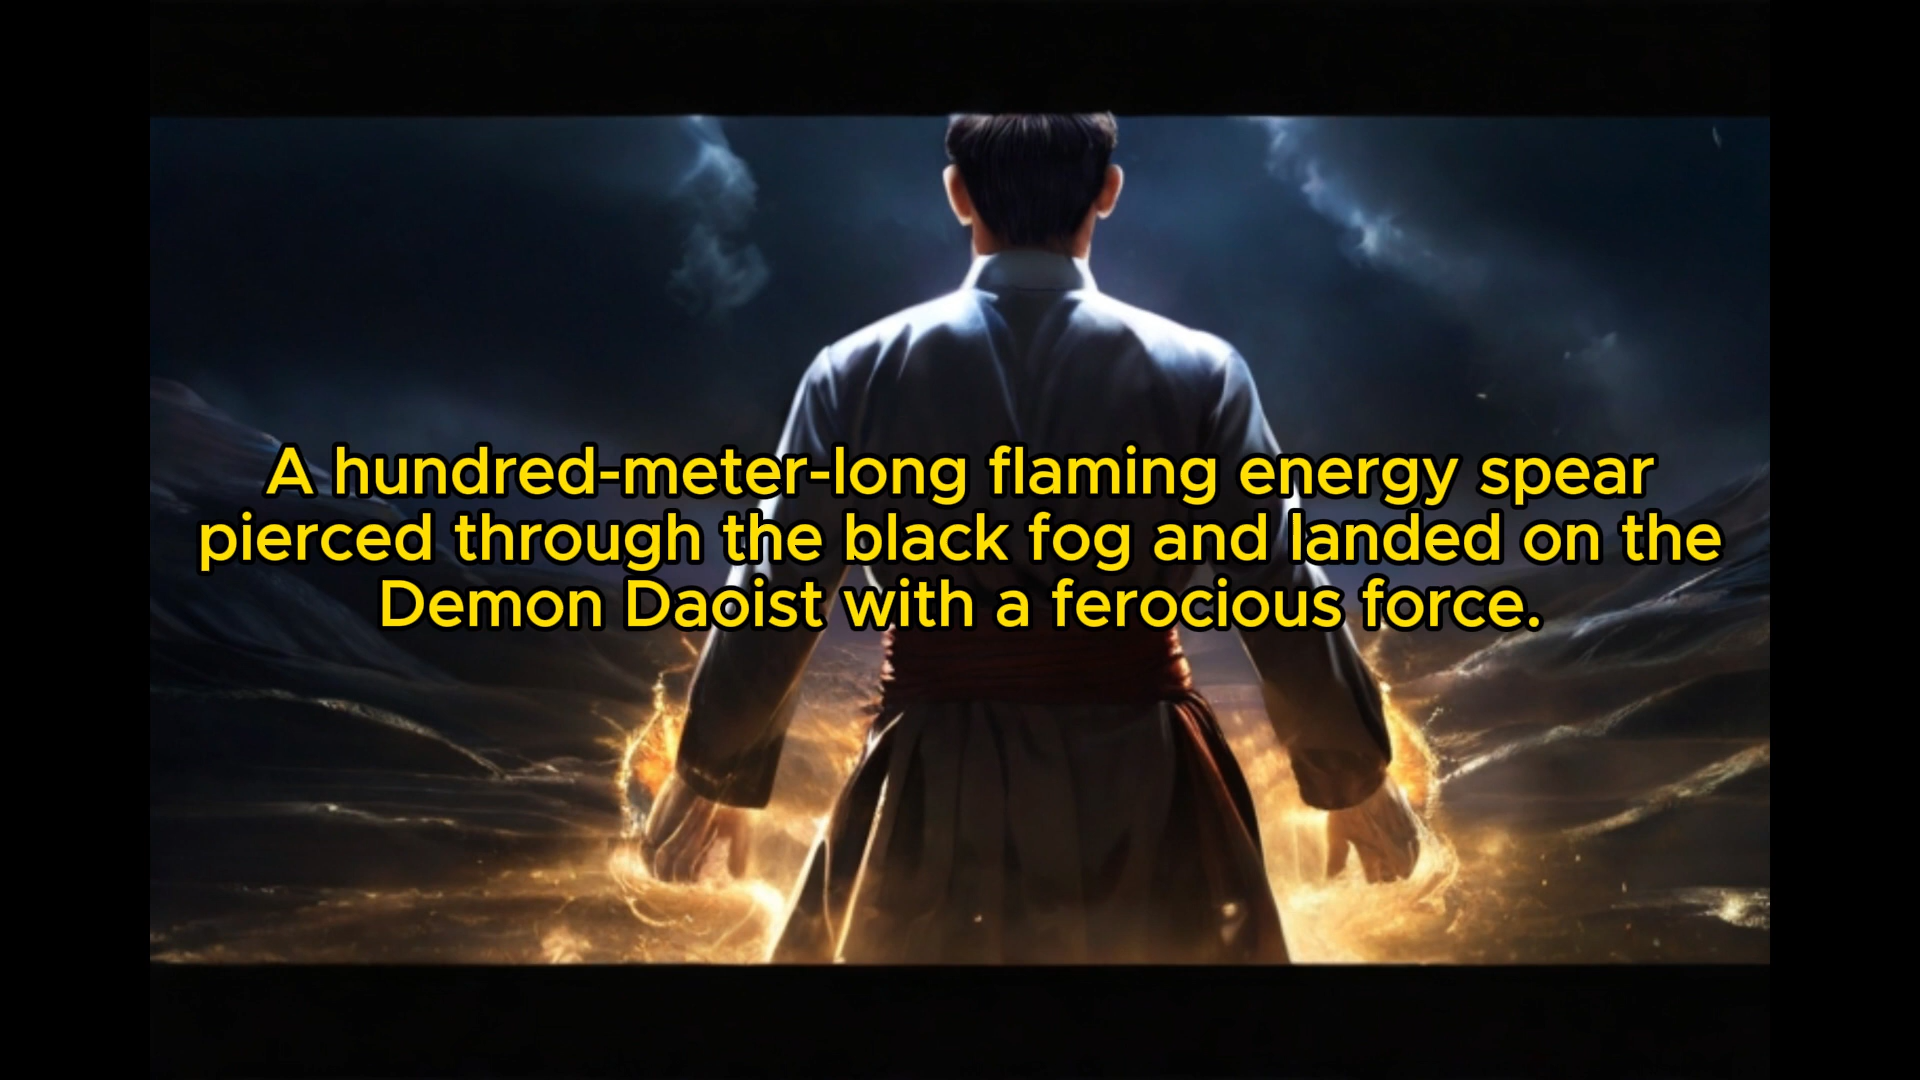 A hundred-meter-long flaming energy spear
pierced through the black fog and landed on the
Demon Daoist with a ferocious force.